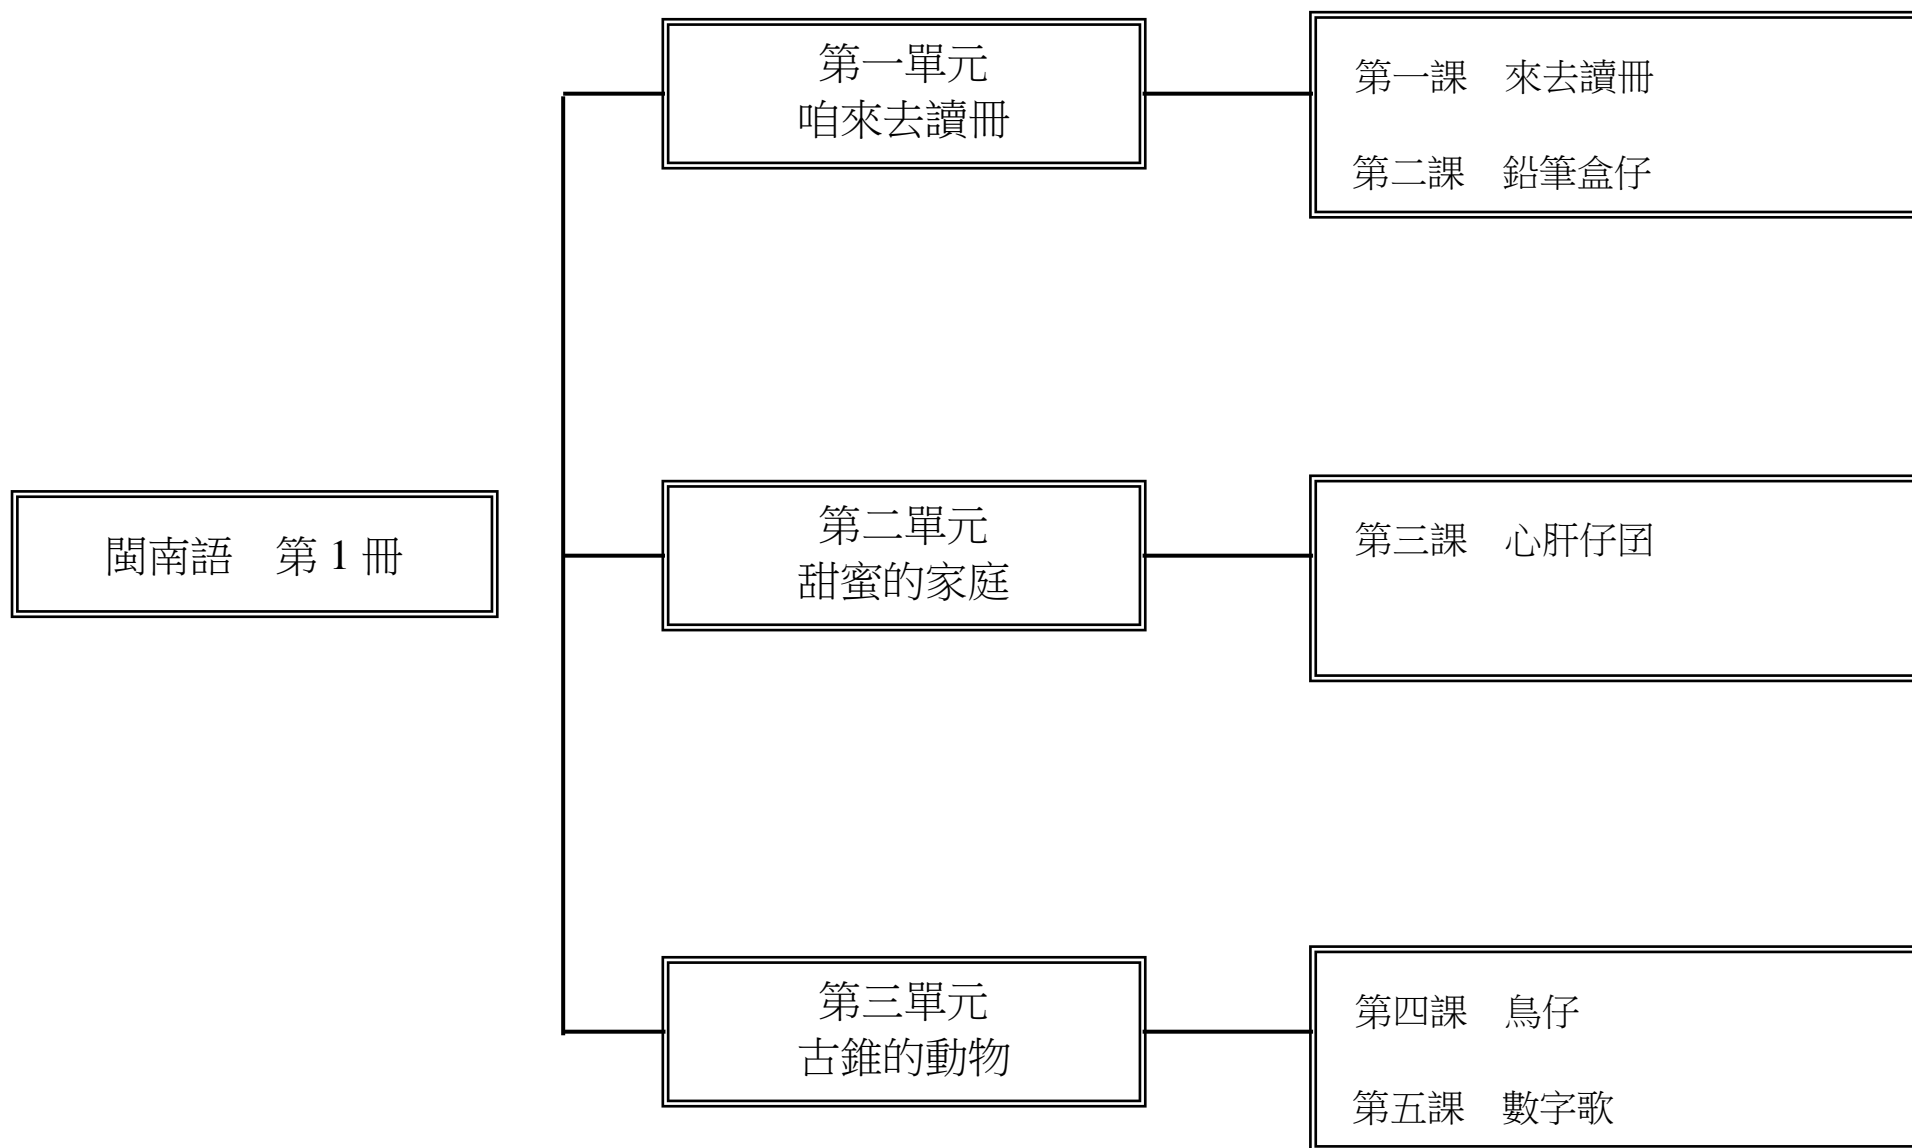 閩南語　第 1 冊
第一單元
咱來去讀冊
第一課　來去讀冊
第二課　鉛筆盒仔
第二單元
甜蜜的家庭
第三課　心肝仔囝
第三單元
古錐的動物
第四課　鳥仔
第五課　數字歌